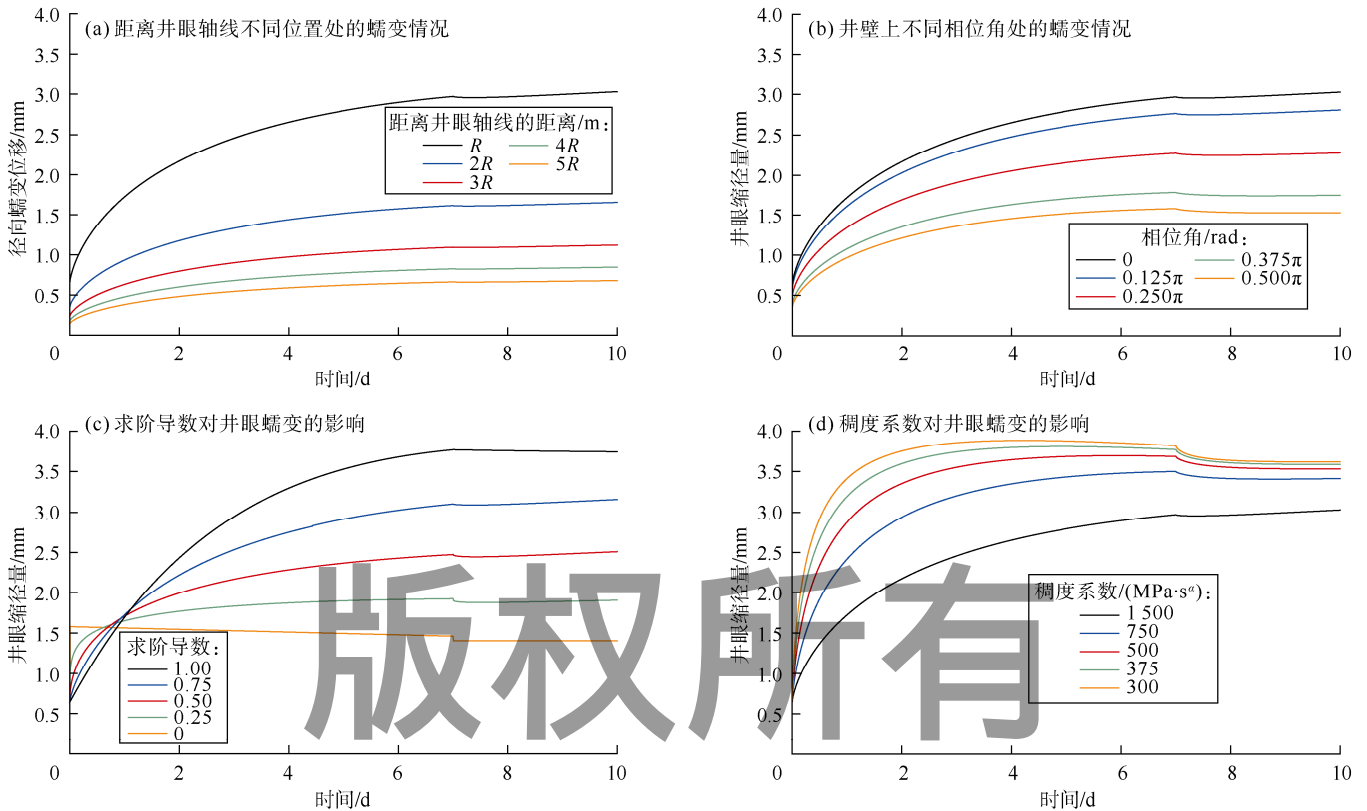 (a) 距离井眼轴线不同位置处的蠕变情况
4.0
3.5
3.0
2.5
2.0
1.5
1.0
0.5
0
2
4
6
8
10
径向蠕变位移/mm
时间/d
距离井眼轴线的距离/m：
R
4R
2R
5R
3R
(b) 井壁上不同相位角处的蠕变情况
4.0
3.5
3.0
2.5
2.0
1.5
1.0
0.5
0
2
4
6
8
10
井眼缩径量/mm
时间/d
相位角/rad：
0
0.375π
0.125π
0.500π
0.250π
(c) 求阶导数对井眼蠕变的影响
4.0
3.5
3.0
2.5
2.0
1.5
1.0
0.5
0
2
4
6
8
10
井眼缩径量/mm
时间/d
求阶导数：
1.00
0.75
0.50
0.25
0
(d) 稠度系数对井眼蠕变的影响
4.0
3.5
3.0
2.5
2.0
1.5
1.0
0.5
0
2
4
6
8
10
井眼缩径量/mm
时间/d
稠度系数/(MPa·sᵅ)：
1 500
750
500
375
300
版权所有